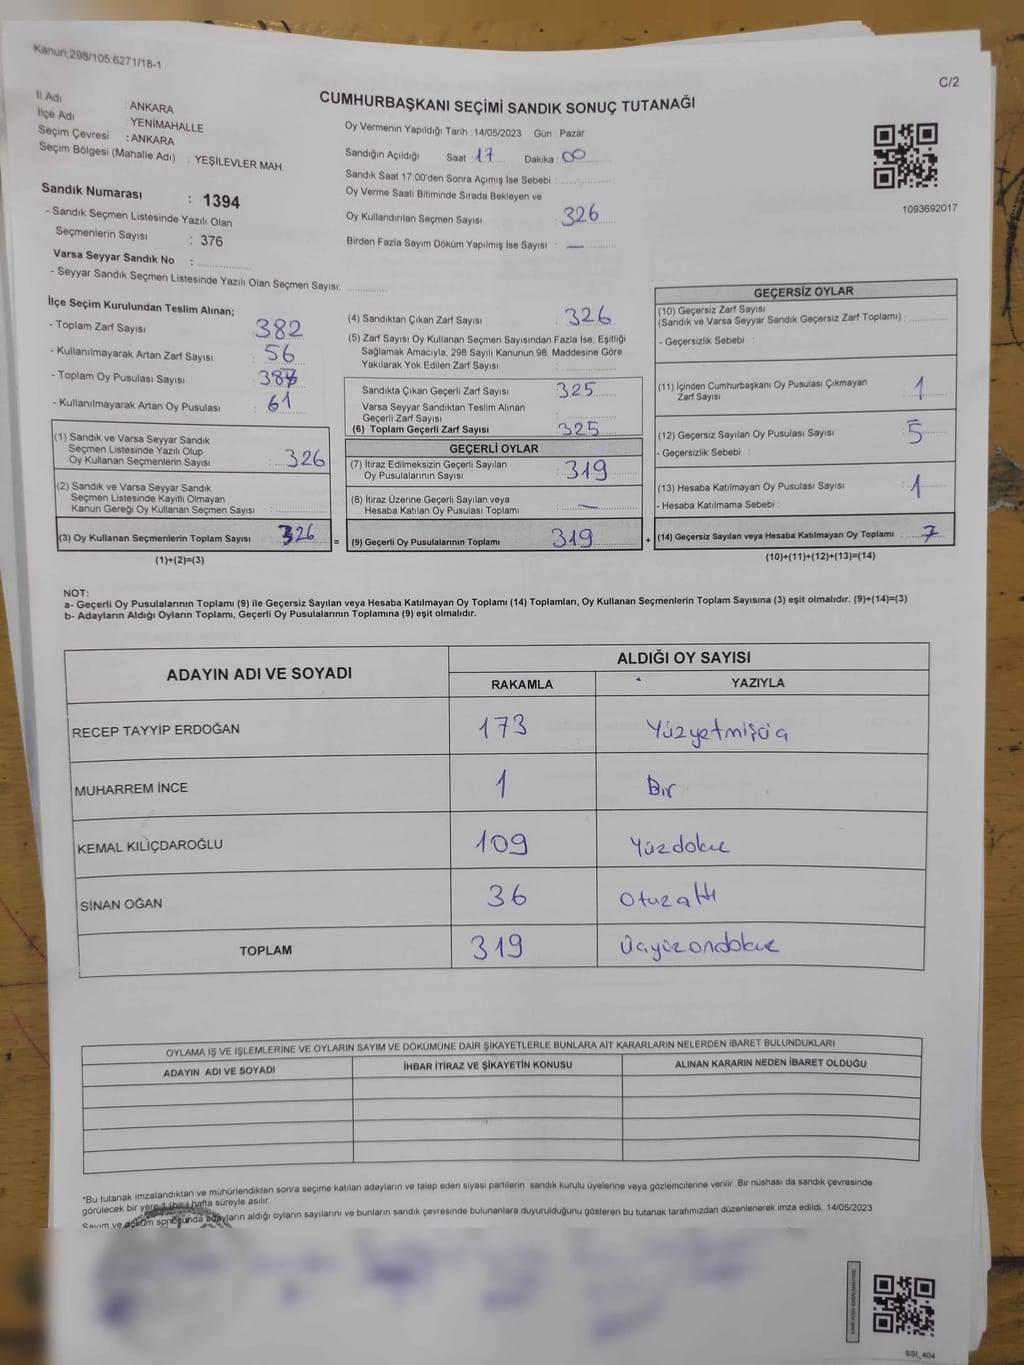 Kanun:298/105;6271/18-1
C/2
CUMHURBAŞKANI SEÇİMİ SANDIK SONUÇ TUTANAĞI
İl Adı : ANKARA
İlçe Adı : YENİMAHALLE
Seçim Çevresi : ANKARA
Seçim Bölgesi (Mahalle Adı) : YEŞİLEVLER MAH.
Sandık Numarası : 1394
- Sandık Seçmen Listesinde Yazılı Olan
Seçmenlerin Sayısı : 376
Varsa Seyyar Sandık No :
- Seyyar Sandık Seçmen Listesinde Yazılı Olan Seçmen Sayısı:
Oy Vermenin Yapıldığı Tarih : 14/05/2023 Gün : Pazar
Sandığın Açıldığı Saat : 17 Dakika : 00
Sandık Saat 17:00'den Sonra Açılmış İse Sebebi :
Oy Verme Saati Bitiminde Sırada Bekleyen ve
Oy Kullandırılan Seçmen Sayısı : 326
Birden Fazla Sayım Döküm Yapılmış İse Sayısı : —
1093692017
İlçe Seçim Kurulundan Teslim Alınan;
- Toplam Zarf Sayısı : 382
- Kullanılmayarak Artan Zarf Sayısı : 56
- Toplam Oy Pusulası Sayısı : 387
- Kullanılmayarak Artan Oy Pusulası : 61
(1) Sandık ve Varsa Seyyar Sandık
Seçmen Listesinde Yazılı Olup
Oy Kullanan Seçmenlerin Sayısı : 326
(2) Sandık ve Varsa Seyyar Sandık
Seçmen Listesinde Kayıtlı Olmayan
Kanun Gereği Oy Kullanan Seçmen Sayısı :
(3) Oy Kullanan Seçmenlerin Toplam Sayısı : 326 =
(1)+(2)=(3)
(4) Sandıktan Çıkan Zarf Sayısı : 326
(5) Zarf Sayısı Oy Kullanan Seçmen Sayısından Fazla İse, Eşitliği
Sağlamak Amacıyla; 298 Sayılı Kanunun 98. Maddesine Göre
Yakılarak Yok Edilen Zarf Sayısı :
Sandıkta Çıkan Geçerli Zarf Sayısı : 325
Varsa Seyyar Sandıktan Teslim Alınan
Geçerli Zarf Sayısı :
(6) Toplam Geçerli Zarf Sayısı : 325
GEÇERLİ OYLAR
(7) İtiraz Edilmeksizin Geçerli Sayılan
Oy Pusulalarının Sayısı : 319
(8) İtiraz Üzerine Geçerli Sayılan veya
Hesaba Katılan Oy Pusulası Toplamı : —
(9) Geçerli Oy Pusulalarının Toplamı : 319 +
GEÇERSİZ OYLAR
(10) Geçersiz Zarf Sayısı
(Sandık ve Varsa Seyyar Sandık Geçersiz Zarf Toplamı) :
- Geçersizlik Sebebi :
(11) İçinden Cumhurbaşkanı Oy Pusulası Çıkmayan
Zarf Sayısı : 1
(12) Geçersiz Sayılan Oy Pusulası Sayısı : 5
- Geçersizlik Sebebi :
(13) Hesaba Katılmayan Oy Pusulası Sayısı : 1
- Hesaba Katılmama Sebebi :
(14) Geçersiz Sayılan veya Hesaba Katılmayan Oy Toplamı : 7
(10)+(11)+(12)+(13)=(14)
NOT:
a- Geçerli Oy Pusulalarının Toplamı (9) ile Geçersiz Sayılan veya Hesaba Katılmayan Oy Toplamı (14) Toplamları, Oy Kullanan Seçmenlerin Toplam Sayısına (3) eşit olmalıdır. (9)+(14)=(3)
b- Adayların Aldığı Oyların Toplamı, Geçerli Oy Pusulalarının Toplamına (9) eşit olmalıdır.
ADAYIN ADI VE SOYADI
ALDIĞI OY SAYISI
RAKAMLA YAZIYLA
RECEP TAYYİP ERDOĞAN 173 Yüzyetmişüç
MUHARREM İNCE 1 Bir
KEMAL KILIÇDAROĞLU 109 Yüzdokuz
SİNAN OĞAN 36 Otuzaltı
TOPLAM 319 Üçyüzondokuz
OYLAMA İŞ VE İŞLEMLERİNE VE OYLARIN SAYIM VE DÖKÜMÜNE DAİR ŞİKAYETLERLE BUNLARA AİT KARARLARIN NELERDEN İBARET BULUNDUKLARI
ADAYIN ADI VE SOYADI İHBAR İTİRAZ VE ŞİKAYETİN KONUSU ALINAN KARARIN NEDEN İBARET OLDUĞU
*Bu tutanak imzalandıktan ve mühürlendikten sonra seçime katılan adayların ve talep eden siyasi partilerin sandık kurulu üyelerine veya gözlemcilerine verilir. Bir nüshası da sandık çevresinde
görülecek bir yere 1 (bir) hafta süreyle asılır.
Sayım ve döküm sonucunda adayların aldığı oyların sayılarını ve bunların sandık çevresinde bulunanlara duyurulduğunu gösteren bu tutanak tarafımızdan düzenlenerek imza edildi. 14/05/2023
SSI_404